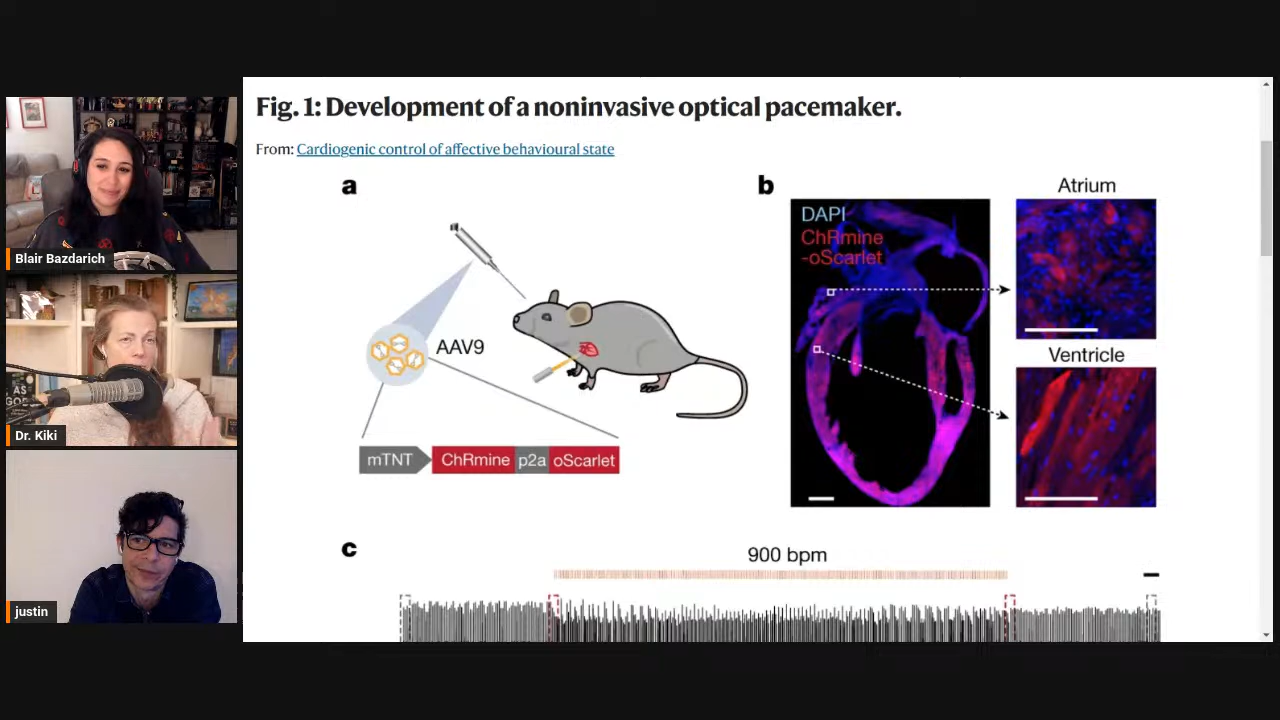 Fig. 1: Development of a noninvasive optical pacemaker.
From: Cardiogenic control of affective behavioural state
a
b
Atrium
DAPI
ChRmine
-oScarlet
AAV9
Ventricle
mTNT
ChRmine
p2a
oScarlet
c
900 bpm
Blair Bazdarich
Dr. Kiki
AS
justin